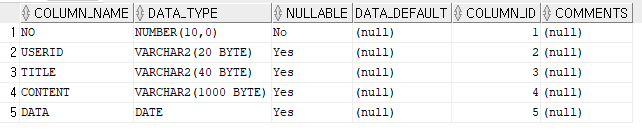 COLUMN_NAME DATA_TYPE NULLABLE DATA_DEFAULT COLUMN_ID COMMENTS
1 NO NUMBER(10,0) No (null) 1 (null)
2 USERID VARCHAR2(20 BYTE) Yes (null) 2 (null)
3 TITLE VARCHAR2(40 BYTE) Yes (null) 3 (null)
4 CONTENT VARCHAR2(1000 BYTE) Yes (null) 4 (null)
5 DATA DATE Yes (null) 5 (null)